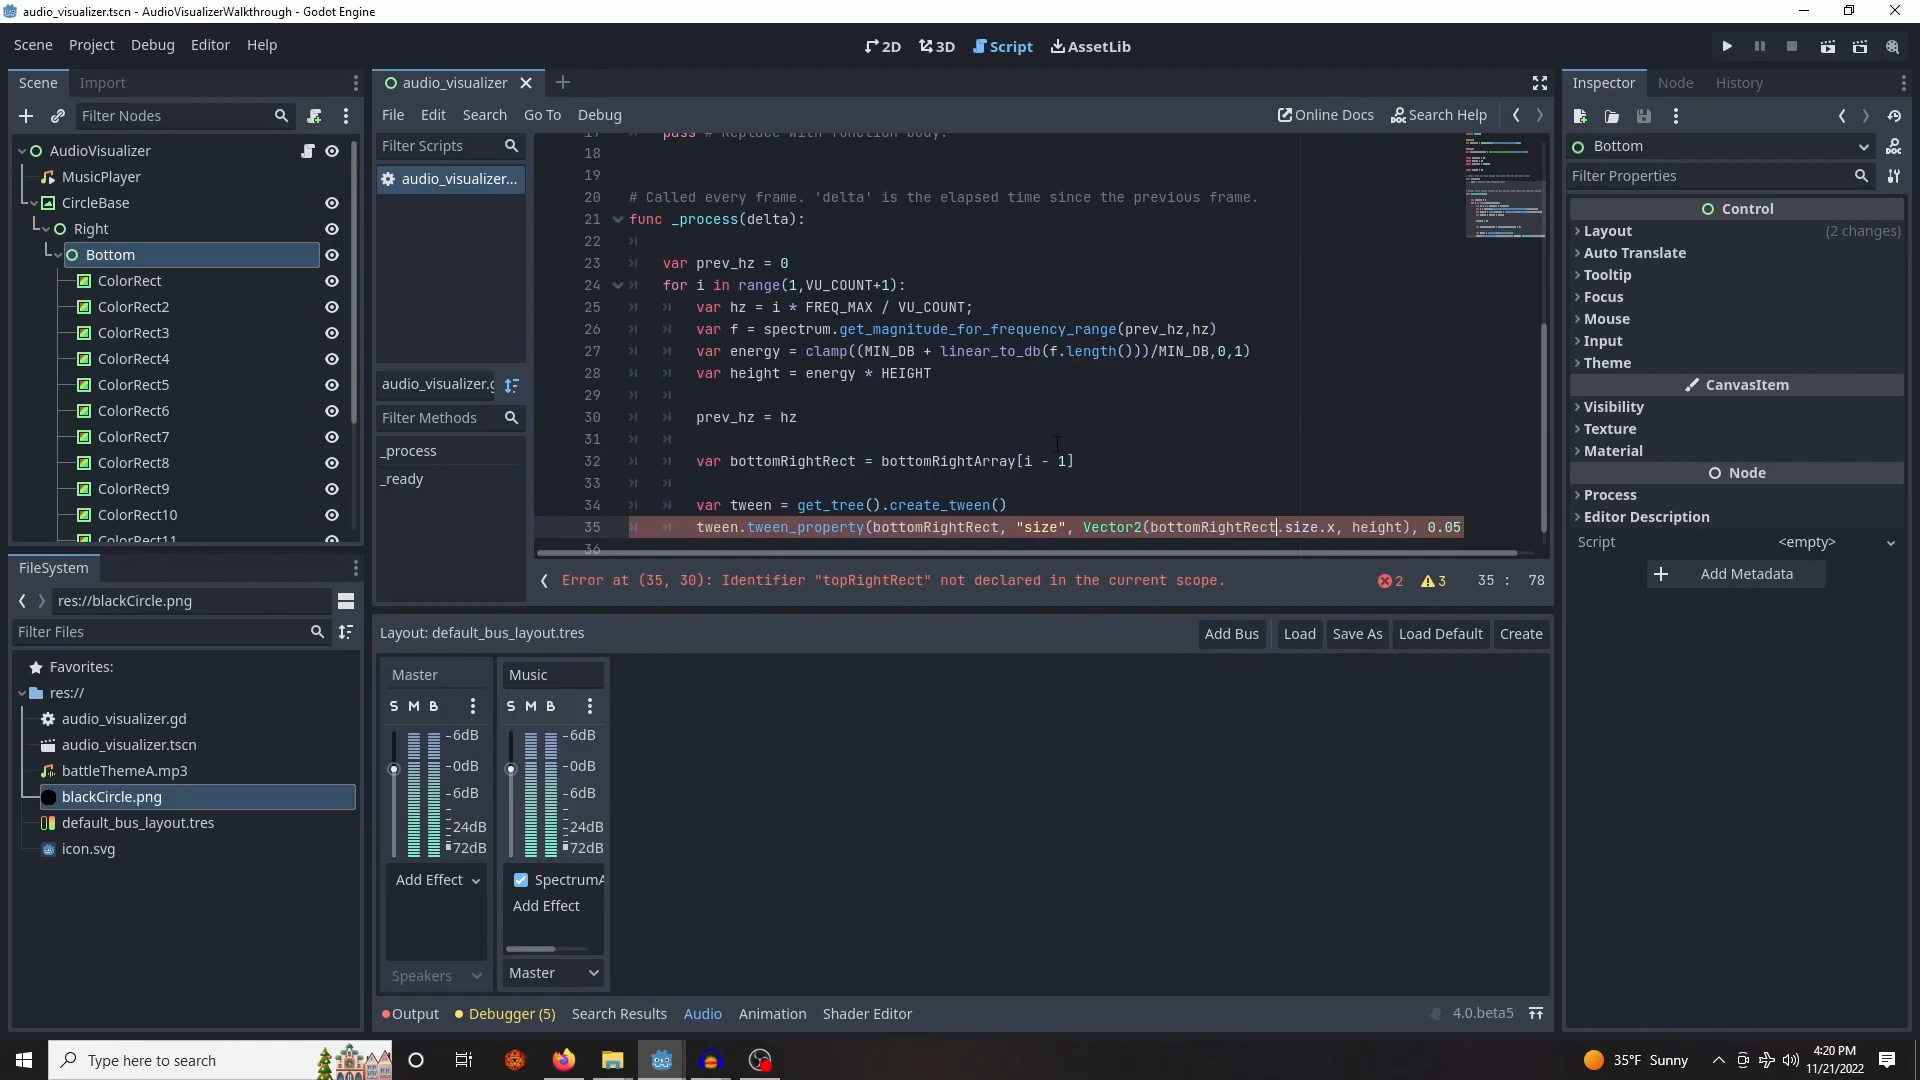 audio_visualizer.tscn - AudioVisualizerWalkthrough - Godot Engine
Scene Project Debug Editor Help
2D 3D Script AssetLib
Scene Import
Filter Nodes
AudioVisualizer
MusicPlayer
CircleBase
Right
Bottom
ColorRect
ColorRect2
ColorRect3
ColorRect4
ColorRect5
ColorRect6
ColorRect7
ColorRect8
ColorRect9
ColorRect10
ColorRect11
FileSystem
res://blackCircle.png
Filter Files
Favorites:
res://
audio_visualizer.gd
audio_visualizer.tscn
battleThemeA.mp3
blackCircle.png
default_bus_layout.tres
icon.svg
audio_visualizer
File Edit Search Go To Debug
Online Docs Search Help
Filter Scripts
audio_visualizer...
audio_visualizer.g
Filter Methods
_process
_ready
17 pass # Replace with function body.
18
19
20 # Called every frame. 'delta' is the elapsed time since the previous frame.
21 func _process(delta):
22
23 var prev_hz = 0
24 for i in range(1,VU_COUNT+1):
25 var hz = i * FREQ_MAX / VU_COUNT;
26 var f = spectrum.get_magnitude_for_frequency_range(prev_hz,hz)
27 var energy = clamp((MIN_DB + linear_to_db(f.length()))/MIN_DB,0,1)
28 var height = energy * HEIGHT
29
30 prev_hz = hz
31
32 var bottomRightRect = bottomRightArray[i - 1]
33
34 var tween = get_tree().create_tween()
35 tween.tween_property(bottomRightRect, "size", Vector2(bottomRightRect.size.x, height), 0.05
36
Error at (35, 30): Identifier "topRightRect" not declared in the current scope.
2 3 35 : 78
Layout: default_bus_layout.tres
Add Bus Load Save As Load Default Create
Master
S M B
-6dB
-0dB
-6dB
-24dB
-72dB
Add Effect
Speakers
Music
S M B
-6dB
-0dB
-6dB
-24dB
-72dB
SpectrumA
Add Effect
Master
Output Debugger (5) Search Results Audio Animation Shader Editor
4.0.beta5
Inspector Node History
Bottom
Filter Properties
Control
Layout (2 changes)
Auto Translate
Tooltip
Focus
Mouse
Input
Theme
CanvasItem
Visibility
Texture
Material
Node
Process
Editor Description
Script <empty>
Add Metadata
Type here to search
35°F Sunny
4:20 PM
11/21/2022